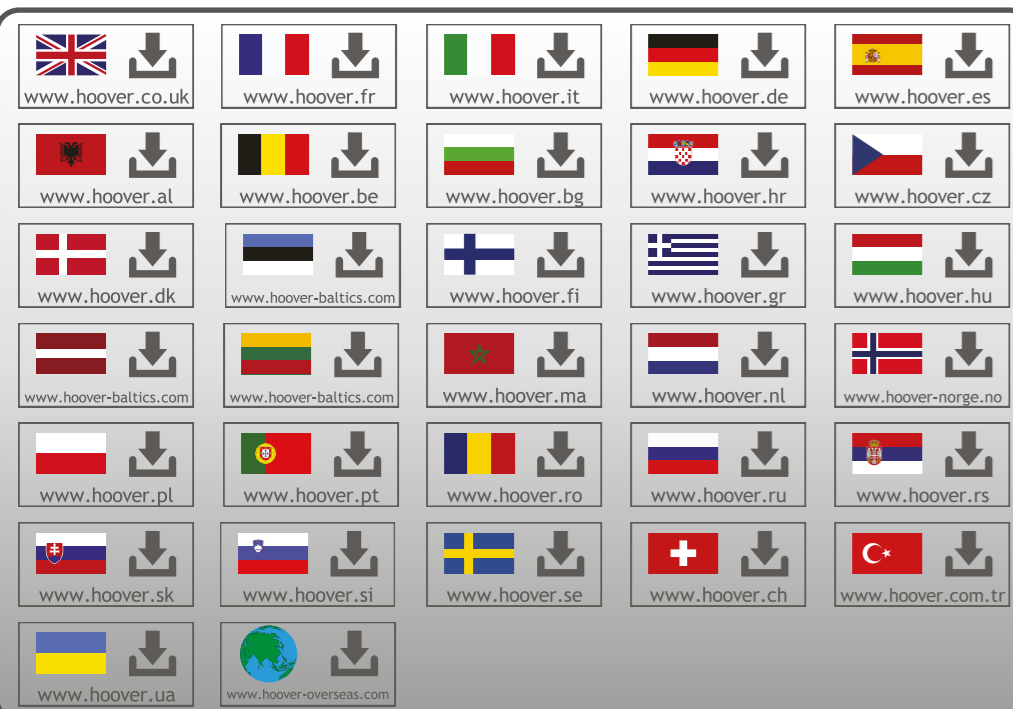 www.hoover.co.uk
www.hoover.fr
www.hoover.it
www.hoover.de
www.hoover.es
www.hoover.al
www.hoover.be
www.hoover.bg
www.hoover.hr
www.hoover.cz
www.hoover.dk
www.hoover-baltics.com
www.hoover.fi
www.hoover.gr
www.hoover.hu
www.hoover-baltics.com
www.hoover-baltics.com
www.hoover.ma
www.hoover.nl
www.hoover-norge.no
www.hoover.pl
www.hoover.pt
www.hoover.ro
www.hoover.ru
www.hoover.rs
www.hoover.sk
www.hoover.si
www.hoover.se
www.hoover.ch
www.hoover.com.tr
www.hoover.ua
www.hoover-overseas.com